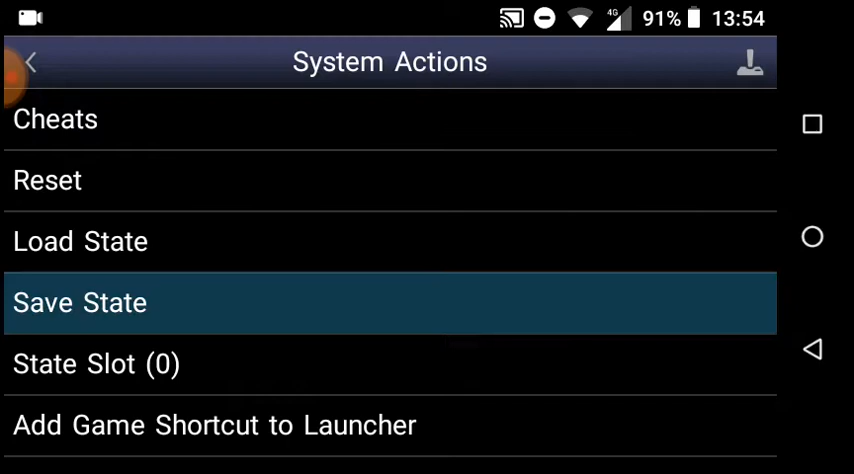 4G 91% 13:54
System Actions
Cheats
Reset
Load State
Save State
State Slot (0)
Add Game Shortcut to Launcher